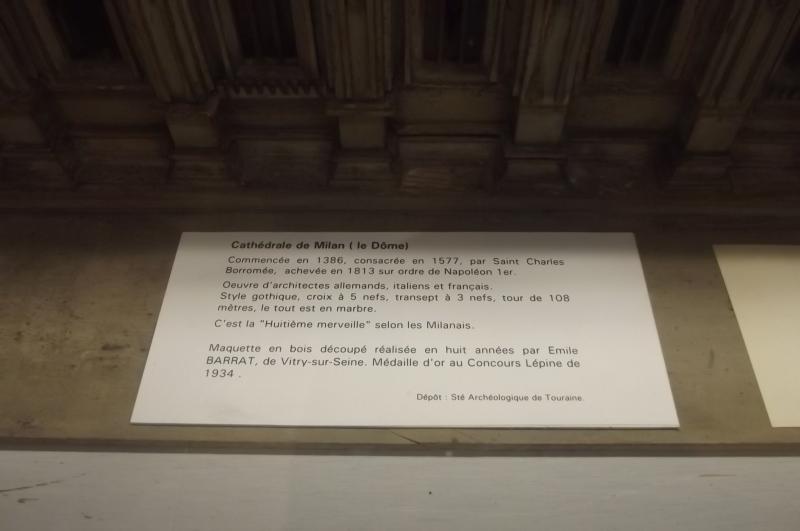 Cathédrale de Milan ( le Dôme)
Commencée en 1386, consacrée en 1577, par Saint Charles
Borromée, achevée en 1813 sur ordre de Napoléon 1er.
Oeuvre d'architectes allemands, italiens et français.
Style gothique, croix à 5 nefs, transept à 3 nefs, tour de 108
mètres, le tout est en marbre.
C'est la "Huitième merveille" selon les Milanais.
Maquette en bois découpé réalisée en huit années par Emile
BARRAT, de Vitry-sur-Seine. Médaille d'or au Concours Lépine de
1934 .
Dépôt : Sté Archéologique de Touraine.